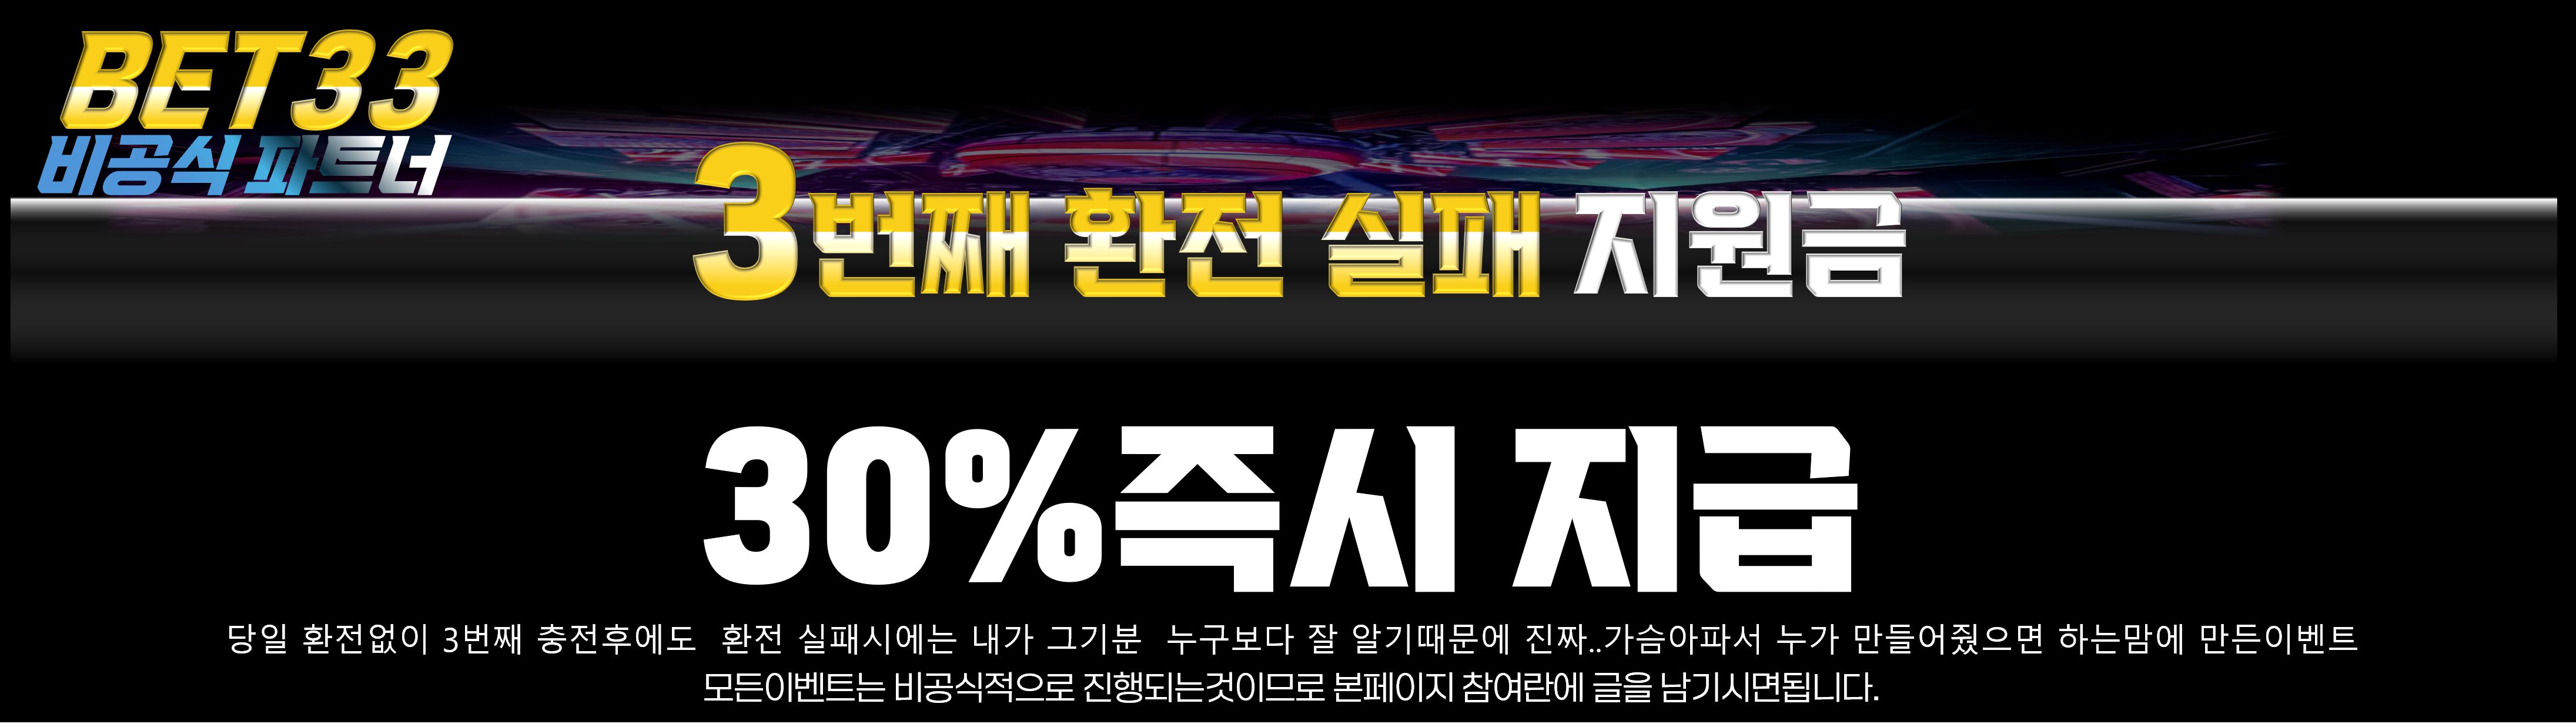 BET33
비공식 파트너
3번째 환전 실패 지원금
30%즉시 지급
당일 환전없이 3번째 충전후에도 환전 실패시에는 내가 그기분 누구보다 잘 알기때문에 진짜..가슴아파서 누가 만들어줬으면 하는맘에 만든이벤트
모든이벤트는 비공식적으로 진행되는것이므로 본페이지 참여란에 글을 남기시면됩니다.